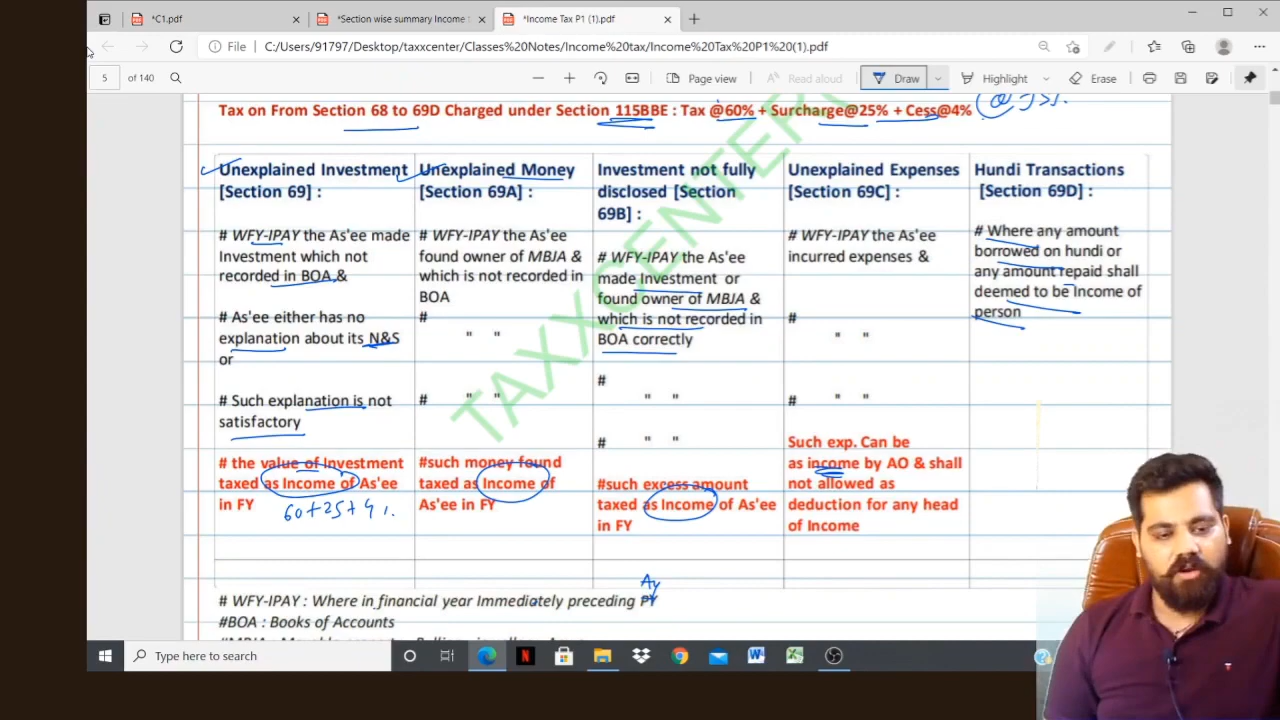 *C1.pdf
*Section wise summary Income t
*Income Tax P1 (1).pdf
File
C:/Users/91797/Desktop/taxxcenter/Classes%20Notes/Income%20tax/Income%20Tax%20P1%20(1).pdf
5 of 140
Page view
Read aloud
Draw
Highlight
Erase
Tax on From Section 68 to 69D Charged under Section 115BBE : Tax @60% + Surcharge@25% + Cess@4%
Unexplained Investment
[Section 69] :
# WFY-IPAY the As'ee made
Investment which not
recorded in BOA &
# As'ee either has no
explanation about its N&S
or
# Such explanation is not
satisfactory
# the value of Investment
taxed as Income of As'ee
in FY
60+25+4 %
Unexplained Money
[Section 69A] :
# WFY-IPAY the As'ee
found owner of MBJA &
which is not recorded in
BOA
#
" "
# " "
#such money found
taxed as Income of
As'ee in FY
Investment not fully
disclosed [Section
69B] :
# WFY-IPAY the As'ee
made Investment or
found owner of MBJA &
which is not recorded in
BOA correctly
#
" "
# " "
#such excess amount
taxed as Income of As'ee
in FY
Unexplained Expenses
[Section 69C] :
# WFY-IPAY the As'ee
incurred expenses &
#
" "
# " "
Such exp. Can be
as income by AO & shall
not allowed as
deduction for any head
of Income
Hundi Transactions
[Section 69D] :
# Where any amount
borrowed on hundi or
any amount repaid shall
deemed to be Income of
person
TAXXCENTER
Ay
# WFY-IPAY : Where in financial year Immediately preceding PY
#BOA : Books of Accounts
Type here to search